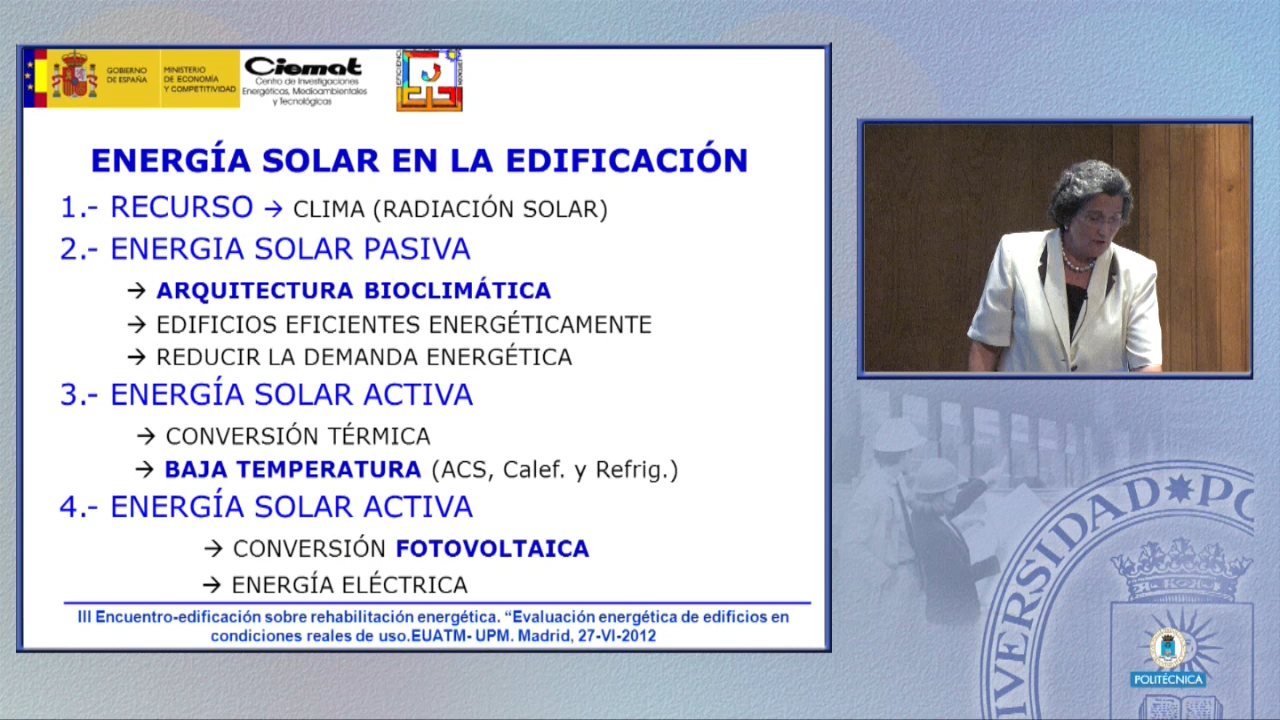 GOBIERNO
DE ESPAÑA
MINISTERIO
DE ECONOMÍA
Y COMPETITIVIDAD
Ciemat
Centro de Investigaciones
Energéticas, Medioambientales
y Tecnológicas
ENERGÍA SOLAR EN LA EDIFICACIÓN
1.- RECURSO → CLIMA (RADIACIÓN SOLAR)
2.- ENERGIA SOLAR PASIVA
→ ARQUITECTURA BIOCLIMÁTICA
→ EDIFICIOS EFICIENTES ENERGÉTICAMENTE
→ REDUCIR LA DEMANDA ENERGÉTICA
3.- ENERGÍA SOLAR ACTIVA
→ CONVERSIÓN TÉRMICA
→ BAJA TEMPERATURA (ACS, Calef. y Refrig.)
4.- ENERGÍA SOLAR ACTIVA
→ CONVERSIÓN FOTOVOLTAICA
→ ENERGÍA ELÉCTRICA
III Encuentro-edificación sobre rehabilitación energética. “Evaluación energética de edificios en
condiciones reales de uso.EUATM- UPM. Madrid, 27-VI-2012
IVERSIDAD PO
POLITÉCNICA